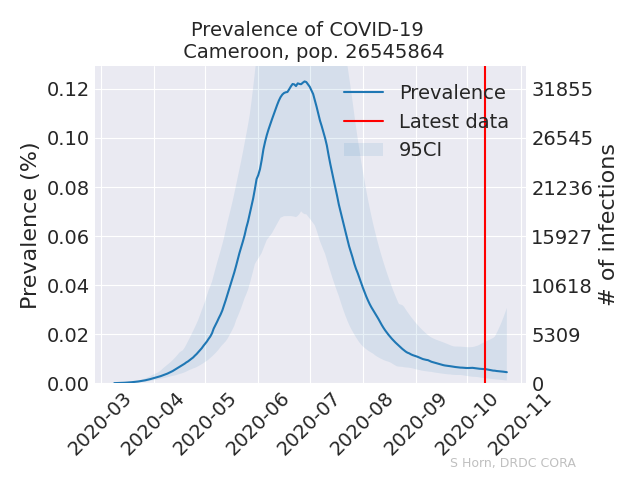 Prevalence of COVID-19
Cameroon, pop. 26545864
Prevalence (%)
0.12
0.10
0.08
0.06
0.04
0.02
0.00
Prevalence
Latest data
95CI
31855
26545
21236
15927
10618
5309
0
# of infections
2020-03
2020-04
2020-05
2020-06
2020-07
2020-08
2020-09
2020-10
2020-11
S Horn, DRDC CORA